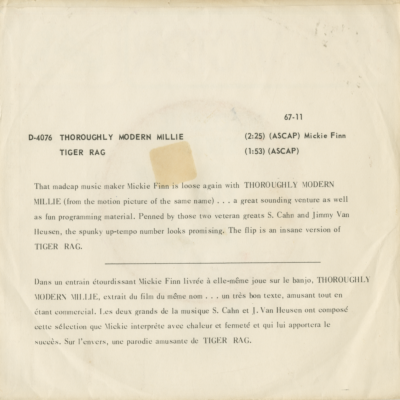 67-11
D-4076 THOROUGHLY MODERN MILLIE (2:25) (ASCAP) Mickie Finn
TIGER RAG (1:53) (ASCAP)
That madcap music maker Mickie Finn is loose again with THOROUGHLY MODERN
MILLIE (from the motion picture of the same name) . . . a great sounding venture as well
as fun programming material. Penned by those two veteran greats S. Cahn and Jimmy Van
Heusen, the spunky up-tempo number looks promising. The flip is an insane version of
TIGER RAG.
Dans un entrain étourdissant Mickie Finn livrée à elle-même joue sur le banjo, THOROUGHLY
MODERN MILLIE, extrait du film du même nom . . . un très bon texte, amusant tout en
étant commercial. Les deux grands de la musique S. Cahn et J. Van Heusen ont composé
cette sélection que Mickie interprète avec chaleur et fermeté et qui lui apportera le
succès. Sur l'envers, une parodie amusante de TIGER RAG.